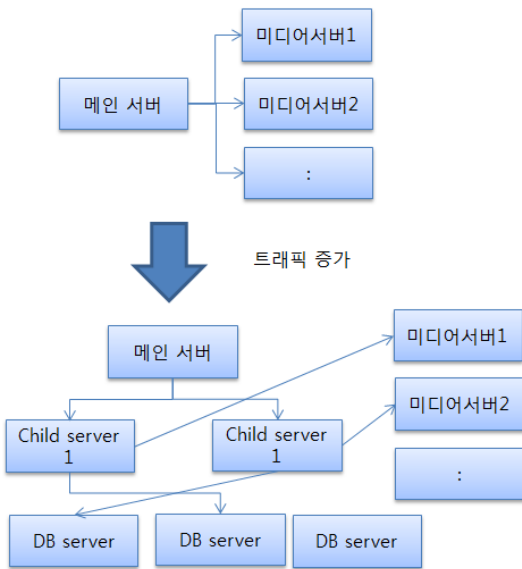 미디어서버1
메인 서버
미디어서버2
:
트래픽 증가
메인 서버
미디어서버1
미디어서버2
Child server
1
Child server
1
:
DB server
DB server
DB server